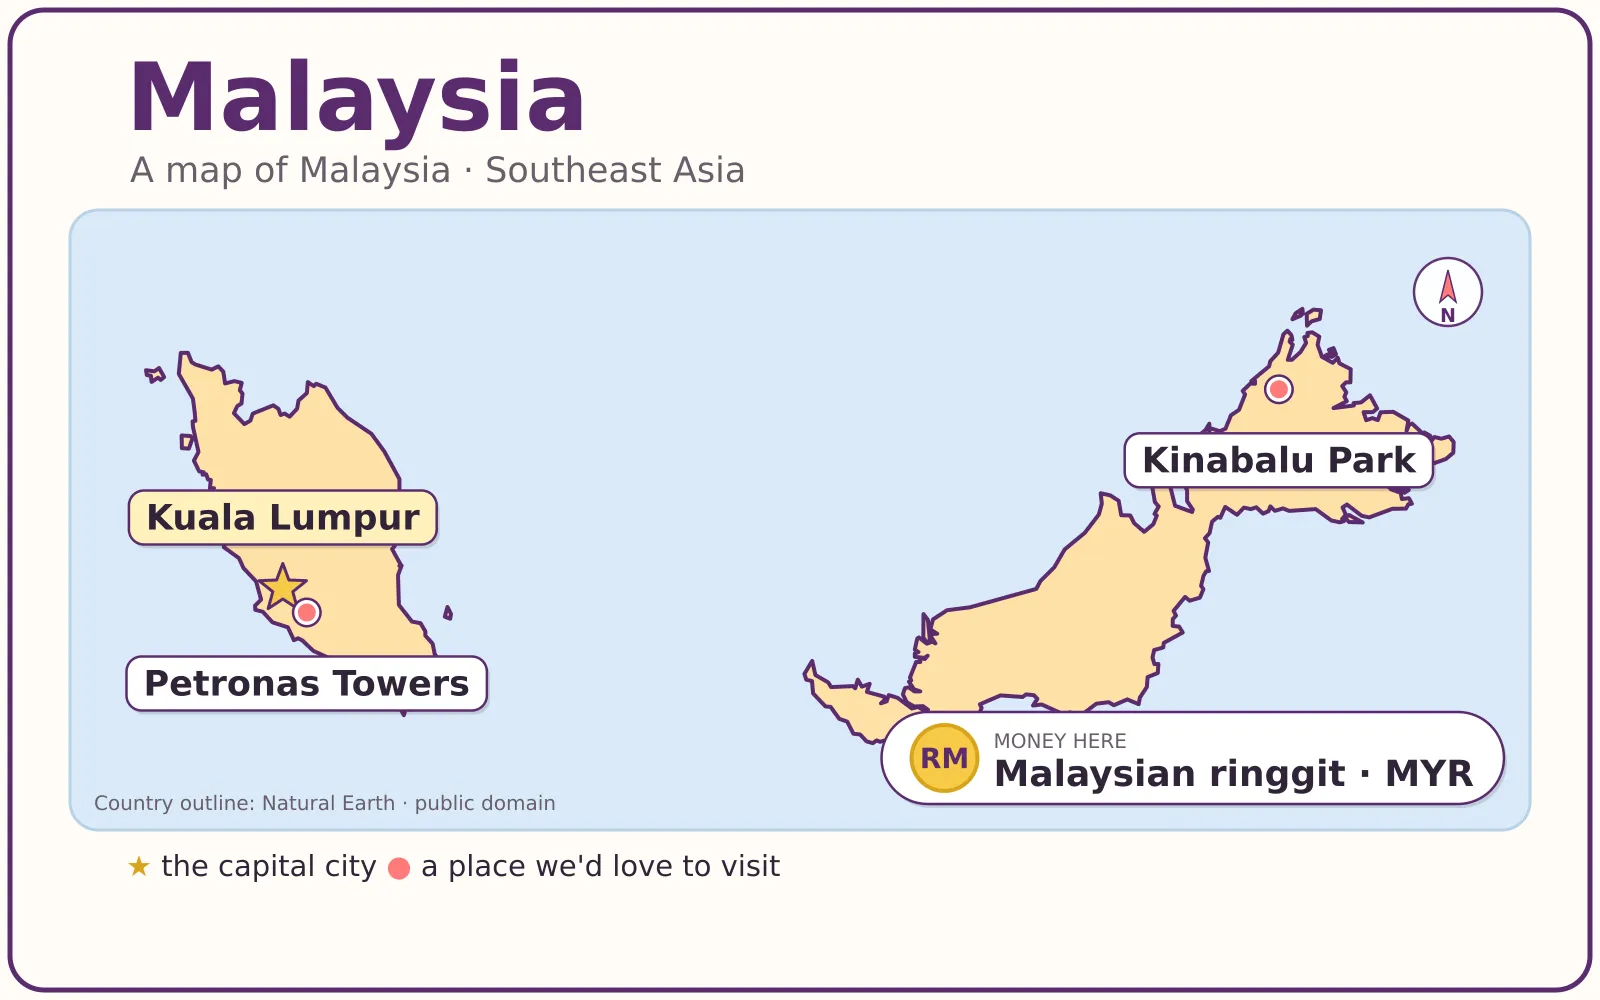 Malaysia
A map of Malaysia · Southeast Asia
N
Kinabalu Park
Kuala Lumpur
Petronas Towers
RM
MONEY HERE
Malaysian ringgit · MYR
Country outline: Natural Earth · public domain
★ the capital city ● a place we'd love to visit